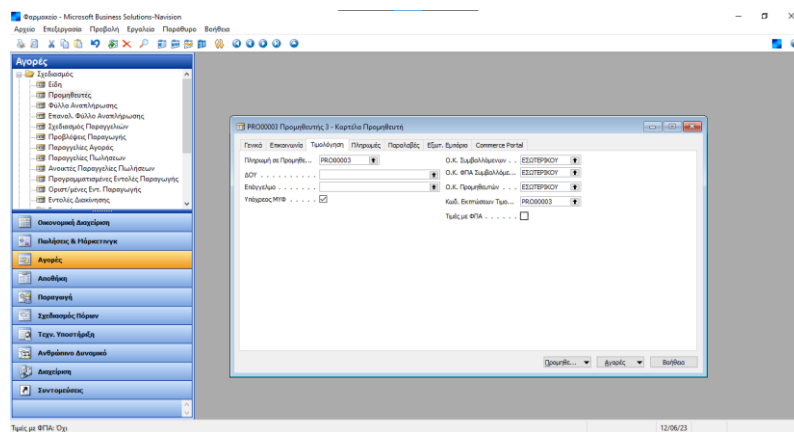 Φαρμακείο - Microsoft Business Solutions-Navision
Αρχείο Επεξεργασία Προβολή Εργαλεία Παράθυρο Βοήθεια
Αγορές
Σχεδιασμός
Είδη
Προμηθευτές
Φύλλα Αναπλήρωσης
Επαναλ. Φύλλο Αναπλήρωσης
Σχεδιασμός Παραγγελιών
Προβλέψεις Παραγωγής
Παραγγελίες Αγοράς
Παραγγελίες Πωλήσεων
Ανοικτές Παραγγελίες Πωλήσεων
Προγραμματισμένες Εντολές Παραγωγής
Οριστ/μένες Εντ. Παραγωγής
Εντολές Διακίνησης
Οικονομική Διαχείριση
Πωλήσεις & Μάρκετινγκ
Αγορές
Αποθήκη
Παραγωγή
Σχεδιασμός Πόρων
Τεχν. Υποστήριξη
Ανθρώπινο Δυναμικό
Διαχείριση
Συντομεύσεις
PRO00003 Προμηθευτής 3 - Καρτέλα Προμηθευτή
Γενικά Επικοινωνία Τιμολόγηση Πληρωμές Παραλαβές Εξωτ. Εμπόριο Commerce Portal
Πληρωμή σε Προμηθε... PRO00003
ΔΟΥ . . . . . . . . . .
Επάγγελμα . . . . . . .
Υπόχρεος ΜΥΦ . . . . .
Ο.Κ. Συμβαλλόμενων . . ΕΣΩΤΕΡΙΚΟΥ
Ο.Κ. ΦΠΑ Συμβαλλόμε... ΕΣΩΤΕΡΙΚΟΥ
Ο.Κ. Προμηθευτών . . . ΕΣΩΤΕΡΙΚΟΥ
Κωδ. Εκπτώσεων Τιμο... PRO00003
Τιμές με ΦΠΑ . . . . . .
Προμηθε... Αγορές Βοήθεια
Τιμές με ΦΠΑ: Όχι 12/06/23